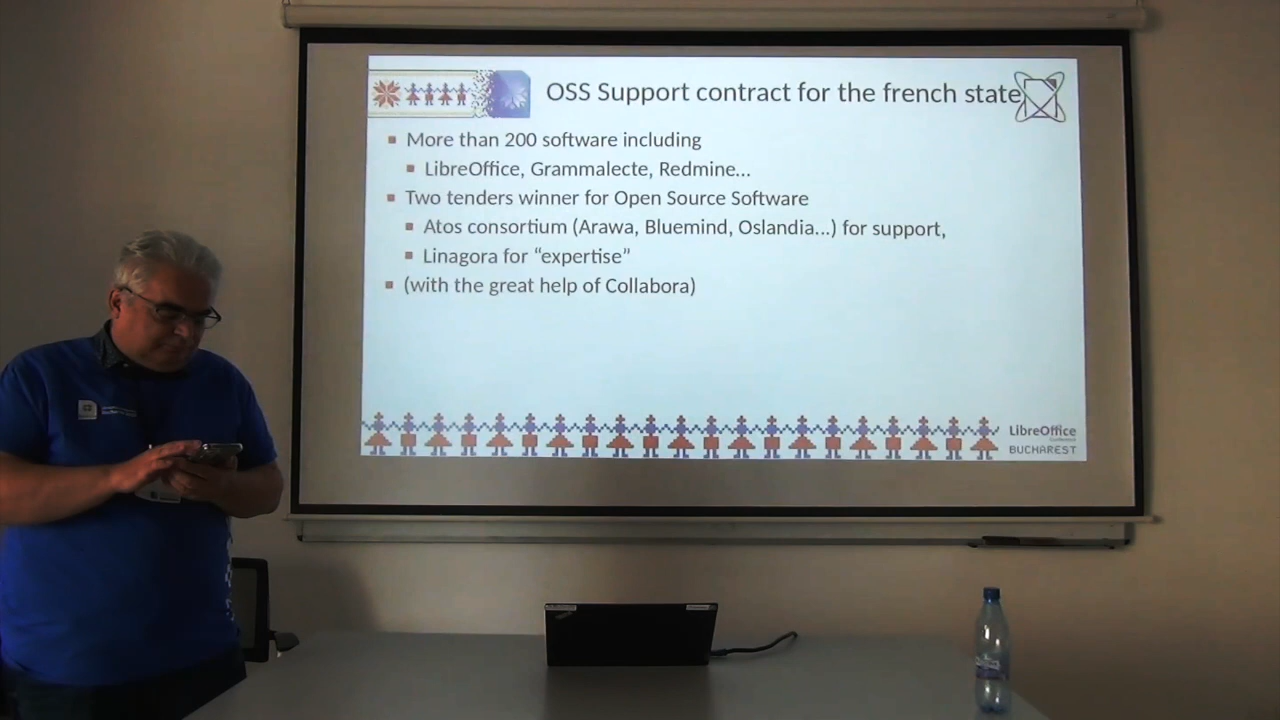 OSS Support contract for the french state
More than 200 software including
LibreOffice, Grammalecte, Redmine...
Two tenders winner for Open Source Software
Atos consortium (Arawa, Bluemind, Oslandia...) for support,
Linagora for “expertise”
(with the great help of Collabora)
LibreOffice
Conference
BUCHAREST